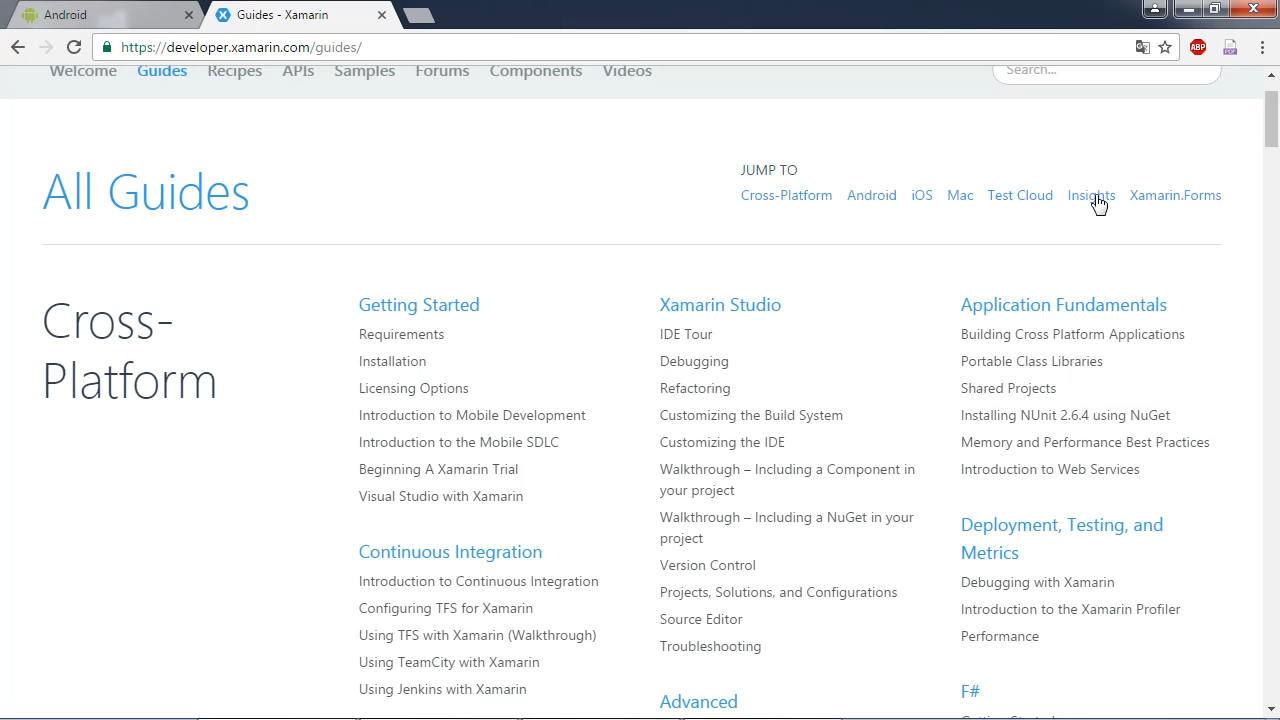 Android
Guides - Xamarin
https://developer.xamarin.com/guides/
ABP
PDF
Welcome Guides Recipes APIs Samples Forums Components Videos
Search...
All Guides
JUMP TO
Cross-Platform Android iOS Mac Test Cloud Insights Xamarin.Forms
Cross-
Platform
Getting Started
Requirements
Installation
Licensing Options
Introduction to Mobile Development
Introduction to the Mobile SDLC
Beginning A Xamarin Trial
Visual Studio with Xamarin
Continuous Integration
Introduction to Continuous Integration
Configuring TFS for Xamarin
Using TFS with Xamarin (Walkthrough)
Using TeamCity with Xamarin
Using Jenkins with Xamarin
Xamarin Studio
IDE Tour
Debugging
Refactoring
Customizing the Build System
Customizing the IDE
Walkthrough – Including a Component in
your project
Walkthrough – Including a NuGet in your
project
Version Control
Projects, Solutions, and Configurations
Source Editor
Troubleshooting
Advanced
Application Fundamentals
Building Cross Platform Applications
Portable Class Libraries
Shared Projects
Installing NUnit 2.6.4 using NuGet
Memory and Performance Best Practices
Introduction to Web Services
Deployment, Testing, and
Metrics
Debugging with Xamarin
Introduction to the Xamarin Profiler
Performance
F#